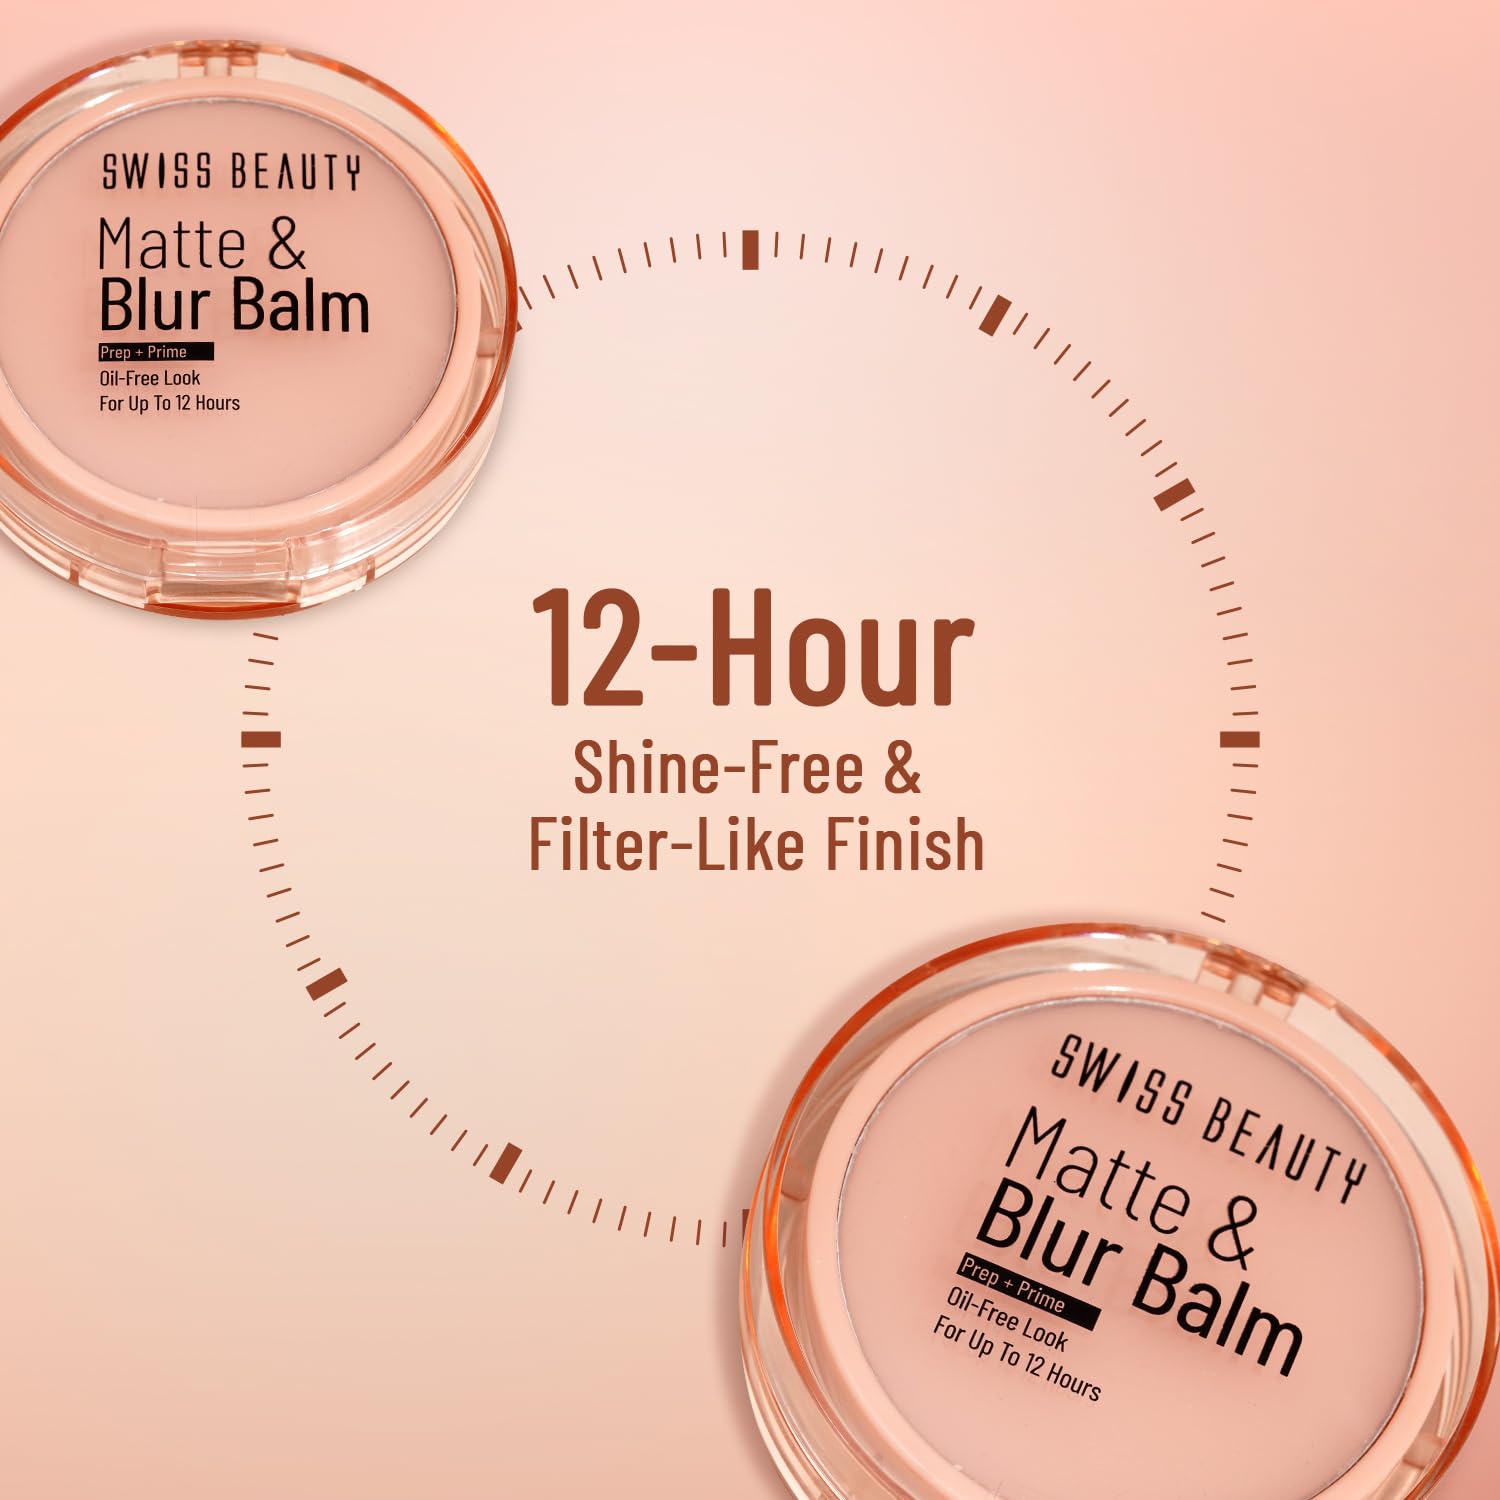 SWISS BEAUTY
Matte &
Blur Balm
Prep + Prime
Oil-Free Look
For Up To 12 Hours
12-Hour
Shine-Free &
Filter-Like Finish
SWISS BEAUTY
Matte &
Blur Balm
Prep + Prime
Oil-Free Look
For Up To 12 Hours